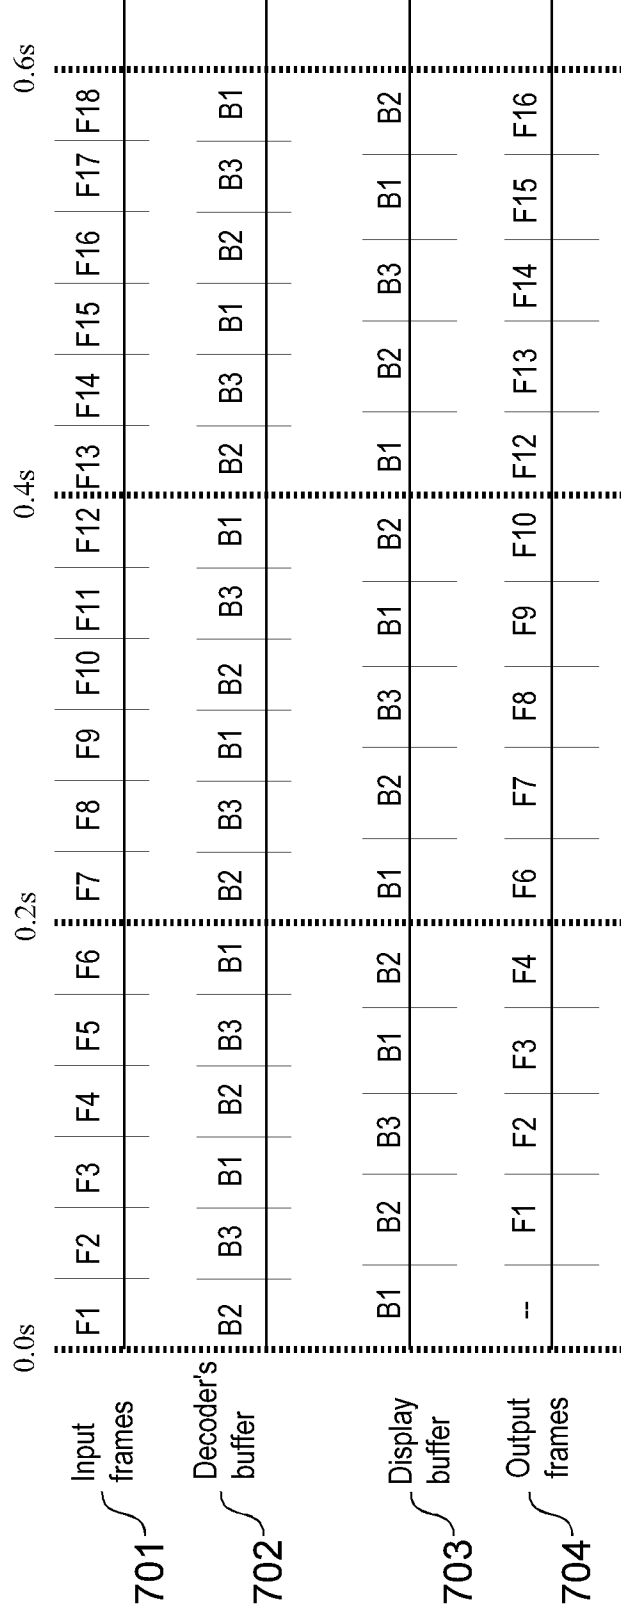 0.0s 0.2s 0.4s 0.6s
Input
frames
F1 F2 F3 F4 F5 F6 F7 F8 F9 F10 F11 F12 F13 F14 F15 F16 F17 F18
701
Decoder's
buffer
B2 B3 B1 B2 B3 B1 B2 B3 B1 B2 B3 B1 B2 B3 B1 B2 B3 B1
702
Display
buffer
B1 B2 B3 B1 B2 B1 B2 B3 B1 B2 B1 B2 B3 B1 B2
703
Output
frames
-- F1 F2 F3 F4 F6 F7 F8 F9 F10 F12 F13 F14 F15 F16
704